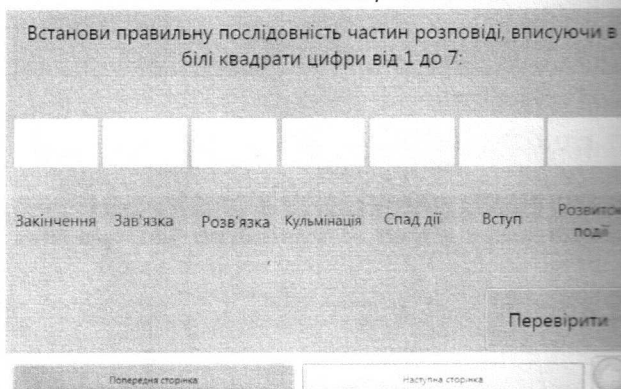 Встанови правильну послідовність частин розповіді, вписуючи в
білі квадрати цифри від 1 до 7:
Закінчення Зав'язка Розв'язка Кульмінація Спад дії Вступ Розвиток
події
Перевірити
Попередня сторінка Наступна сторінка